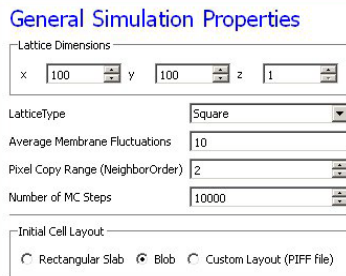 General Simulation Properties
Lattice Dimensions
x 100 y 100 z 1
LatticeType Square
Average Membrane Fluctuations 10
Pixel Copy Range (NeighborOrder) 2
Number of MC Steps 10000
Initial Cell Layout
Rectangular Slab Blob Custom Layout (PIFF file)